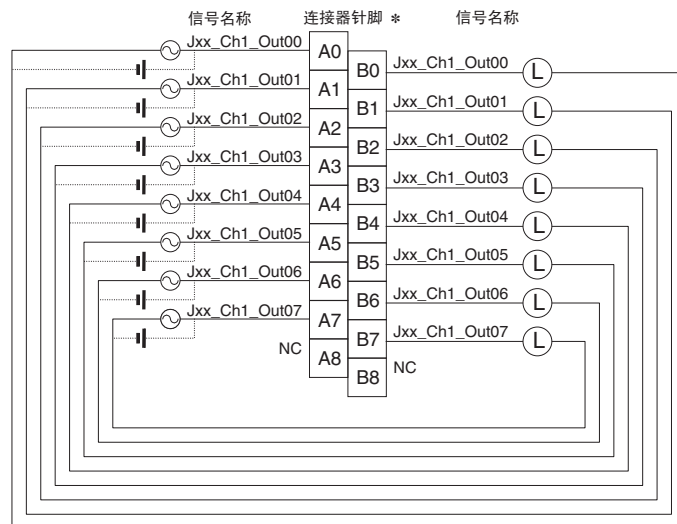 信号名称 连接器针脚 * 信号名称
Jxx_Ch1_Out00 A0
B0 Jxx_Ch1_Out00 L
Jxx_Ch1_Out01 A1
B1 Jxx_Ch1_Out01 L
Jxx_Ch1_Out02 A2
B2 Jxx_Ch1_Out02 L
Jxx_Ch1_Out03 A3
B3 Jxx_Ch1_Out03 L
Jxx_Ch1_Out04 A4
B4 Jxx_Ch1_Out04 L
Jxx_Ch1_Out05 A5
B5 Jxx_Ch1_Out05 L
Jxx_Ch1_Out06 A6
B6 Jxx_Ch1_Out06 L
Jxx_Ch1_Out07 A7
B7 Jxx_Ch1_Out07 L
NC A8
B8 NC